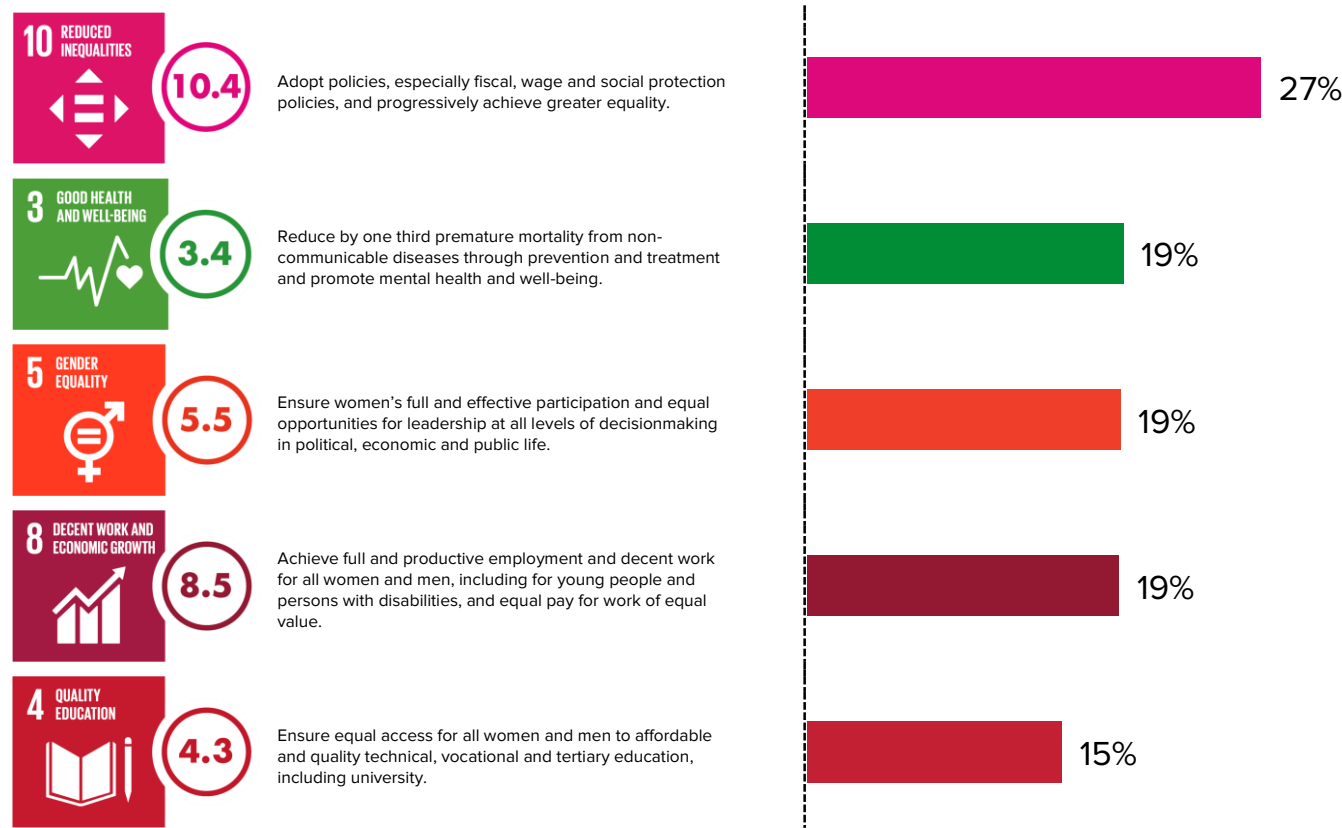 10 REDUCED
INEQUALITIES
10.4
Adopt policies, especially fiscal, wage and social protection
policies, and progressively achieve greater equality.
27%
3 GOOD HEALTH
AND WELL-BEING
3.4
Reduce by one third premature mortality from non-
communicable diseases through prevention and treatment
and promote mental health and well-being.
19%
5 GENDER
EQUALITY
5.5
Ensure women’s full and effective participation and equal
opportunities for leadership at all levels of decisionmaking
in political, economic and public life.
19%
8 DECENT WORK AND
ECONOMIC GROWTH
8.5
Achieve full and productive employment and decent work
for all women and men, including for young people and
persons with disabilities, and equal pay for work of equal
value.
19%
4 QUALITY
EDUCATION
4.3
Ensure equal access for all women and men to affordable
and quality technical, vocational and tertiary education,
including university.
15%